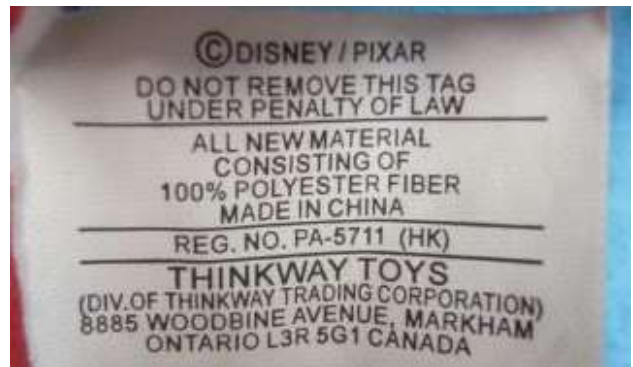 ©DISNEY/PIXAR
DO NOT REMOVE THIS TAG
UNDER PENALTY OF LAW
ALL NEW MATERIAL
CONSISTING OF
100% POLYESTER FIBER
MADE IN CHINA
REG. NO. PA-5711 (HK)
THINKWAY TOYS
(DIV.OF THINKWAY TRADING CORPORATION)
8885 WOODBINE AVENUE, MARKHAM
ONTARIO L3R 5G1 CANADA